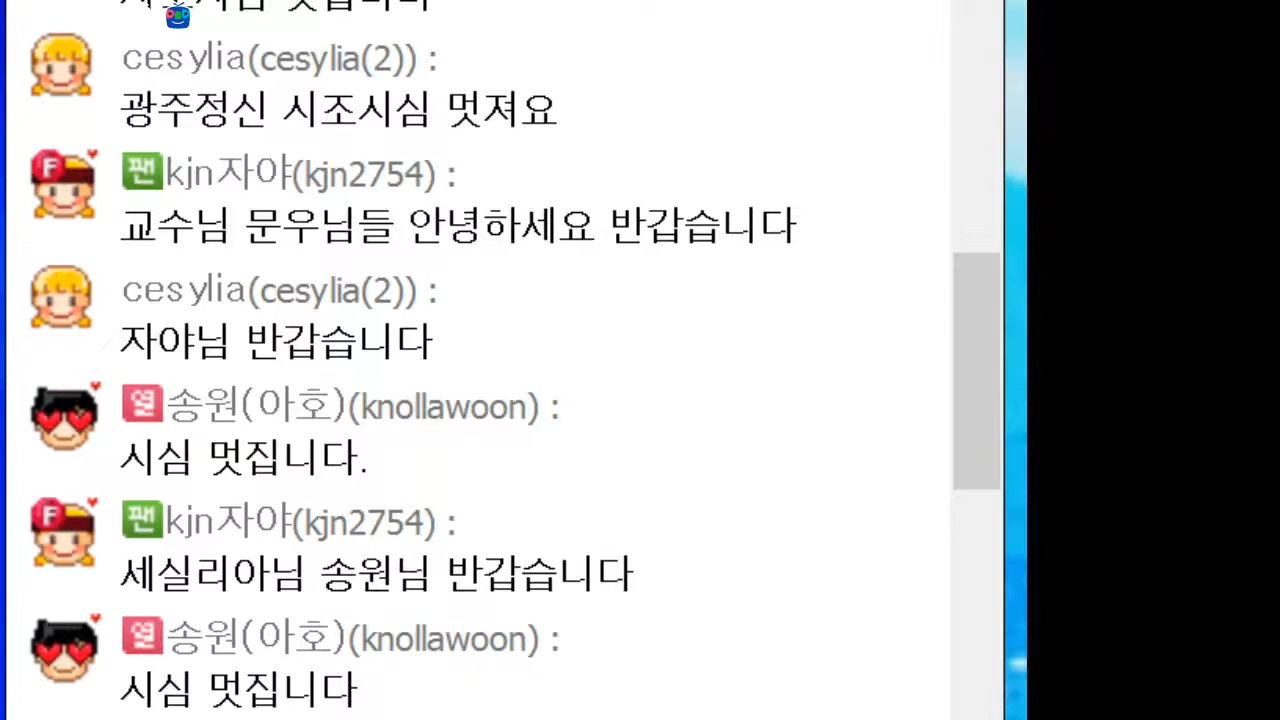 cesylia(cesylia(2)) :
광주정신 시조시심 멋져요
F 팬 kjn자야(kjn2754) :
교수님 문우님들 안녕하세요 반갑습니다
cesylia(cesylia(2)) :
자야님 반갑습니다
열 송원(아호)(knollawoon) :
시심 멋집니다.
F 팬 kjn자야(kjn2754) :
세실리아님 송원님 반갑습니다
열 송원(아호)(knollawoon) :
시심 멋집니다